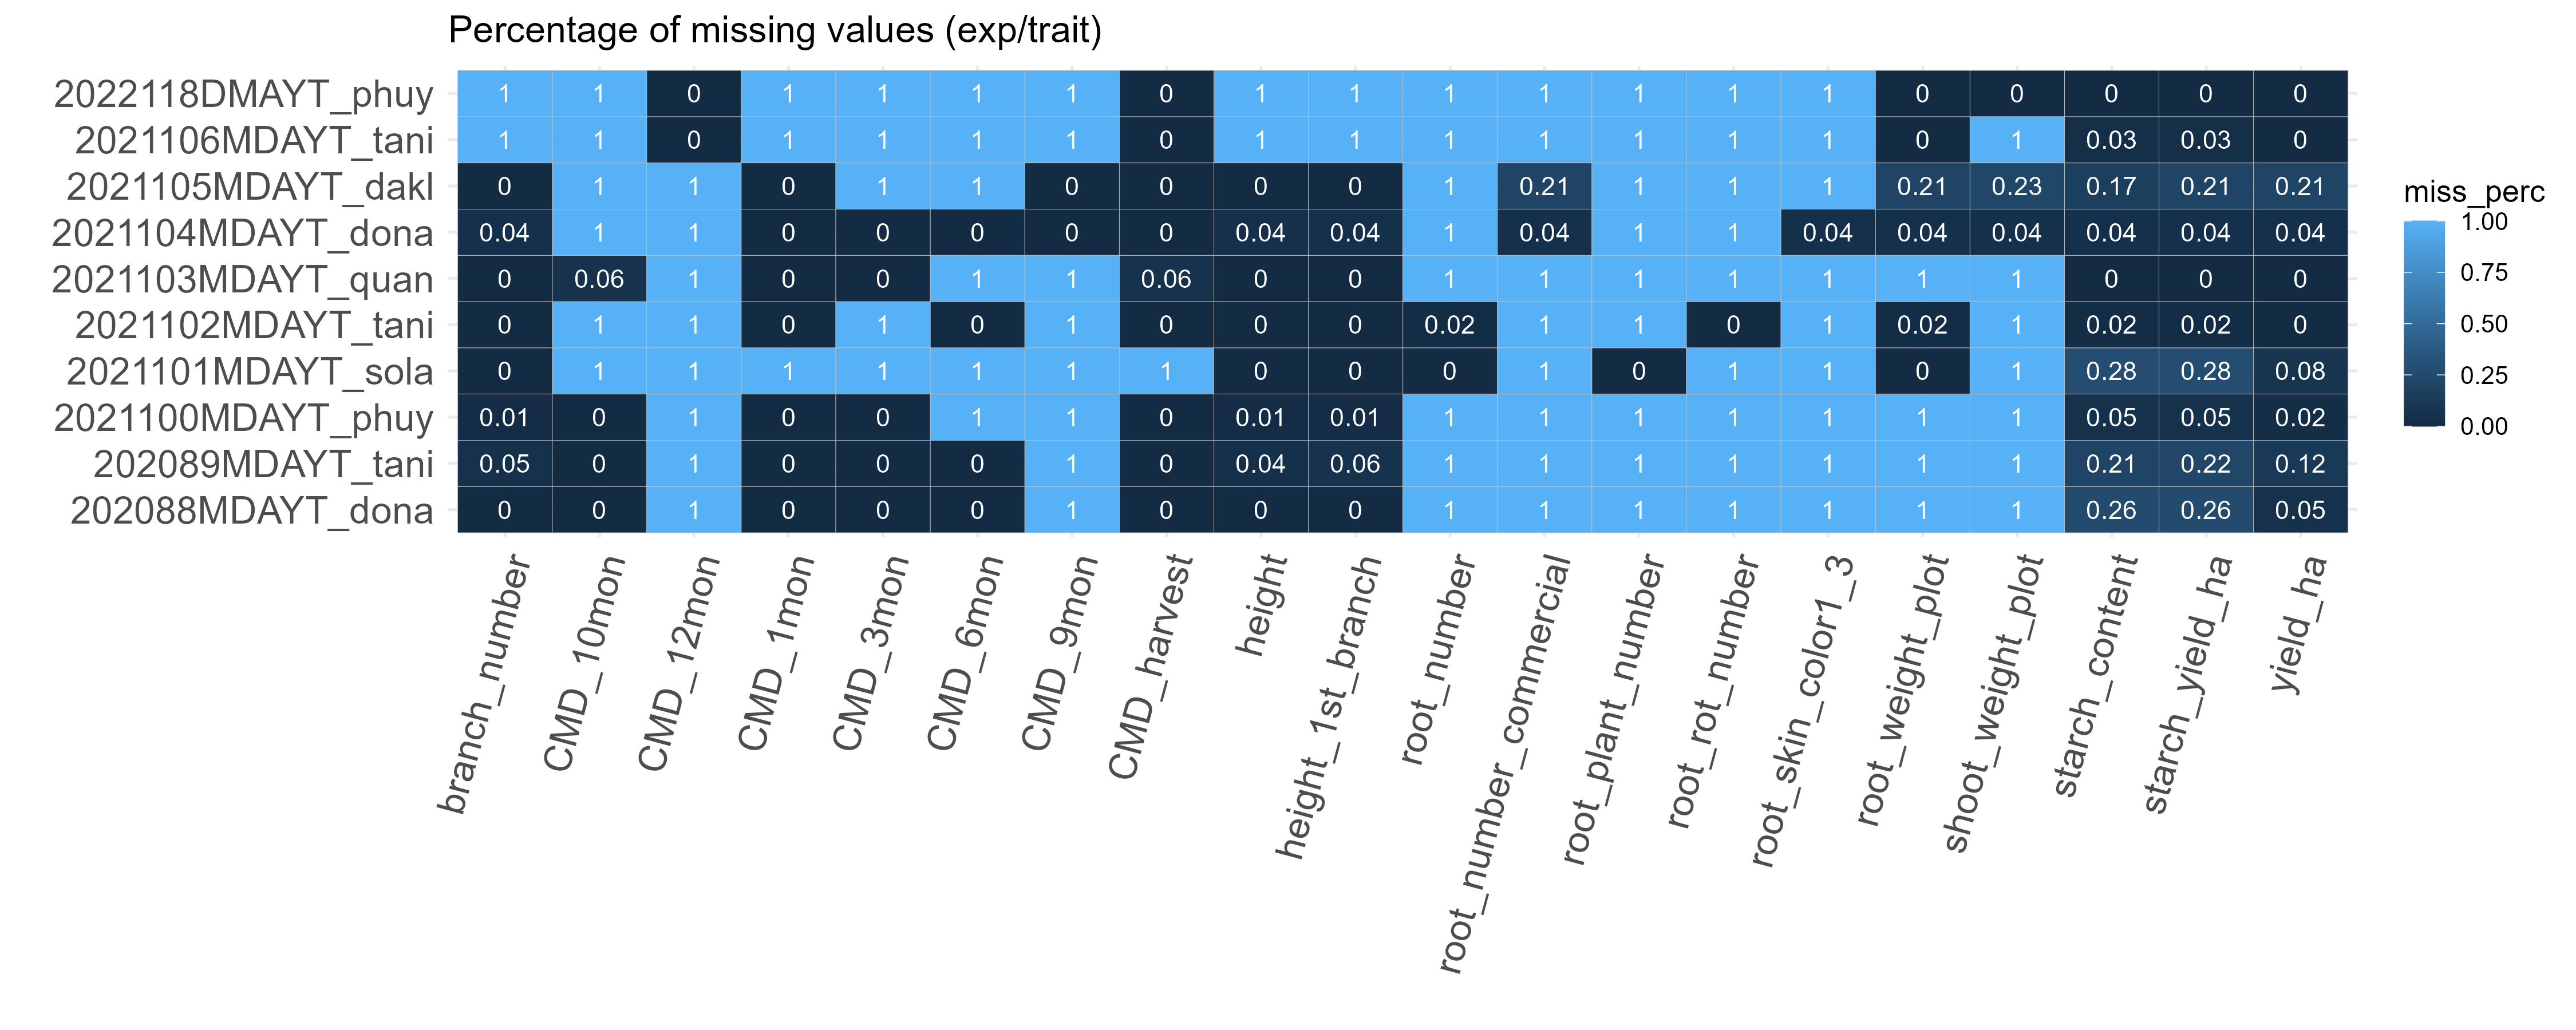 Percentage of missing values (exp/trait)
2022118DMAYT_phuy 1 1 0 1 1 1 1 0 1 1 1 1 1 1 1 0 0 0 0 0
2021106MDAYT_tani 1 1 0 1 1 1 1 0 1 1 1 1 1 1 1 0 1 0.03 0.03 0
2021105MDAYT_dakl 0 1 1 0 1 1 0 0 0 0 1 0.21 1 1 1 0.21 0.23 0.17 0.21 0.21
2021104MDAYT_dona 0.04 1 1 0 0 0 0 0 0.04 0.04 1 0.04 1 1 0.04 0.04 0.04 0.04 0.04 0.04
2021103MDAYT_quan 0 0.06 1 0 0 1 1 0.06 0 0 1 1 1 1 1 1 1 0 0 0
2021102MDAYT_tani 0 1 1 0 1 0 1 0 0 0 0.02 1 1 0 1 0.02 1 0.02 0.02 0
2021101MDAYT_sola 0 1 1 1 1 1 1 1 0 0 0 1 0 1 1 0 1 0.28 0.28 0.08
2021100MDAYT_phuy 0.01 0 1 0 0 1 1 0 0.01 0.01 1 1 1 1 1 1 1 0.05 0.05 0.02
202089MDAYT_tani 0.05 0 1 0 0 0 1 0 0.04 0.06 1 1 1 1 1 1 1 0.21 0.22 0.12
202088MDAYT_dona 0 0 1 0 0 0 1 0 0 0 1 1 1 1 1 1 1 0.26 0.26 0.05
branch_number
CMD_10mon
CMD_12mon
CMD_1mon
CMD_3mon
CMD_6mon
CMD_9mon
CMD_harvest
height
height_1st_branch
root_number
root_number_commercial
root_plant_number
root_rot_number
root_skin_color1_3
root_weight_plot
shoot_weight_plot
starch_content
starch_yield_ha
yield_ha
miss_perc
1.00
0.75
0.50
0.25
0.00